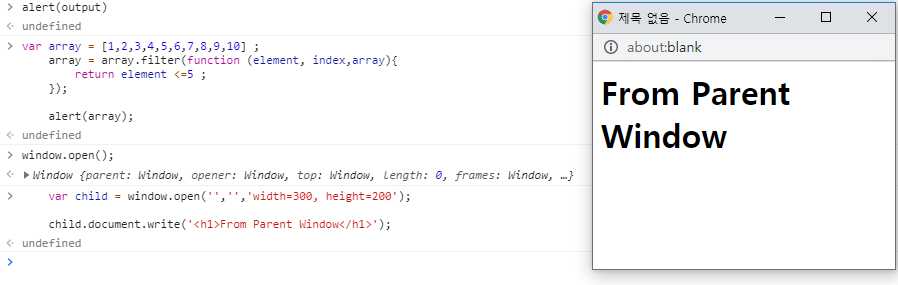 alert(output)
undefined
var array = [1,2,3,4,5,6,7,8,9,10] ;
array = array.filter(function (element, index,array){
return element <=5 ;
});
alert(array);
undefined
window.open();
Window {parent: Window, opener: Window, top: Window, length: 0, frames: Window, …}
var child = window.open('','','width=300, height=200');
child.document.write('<h1>From Parent Window</h1>');
undefined
제목 없음 - Chrome
about:blank
From Parent
Window